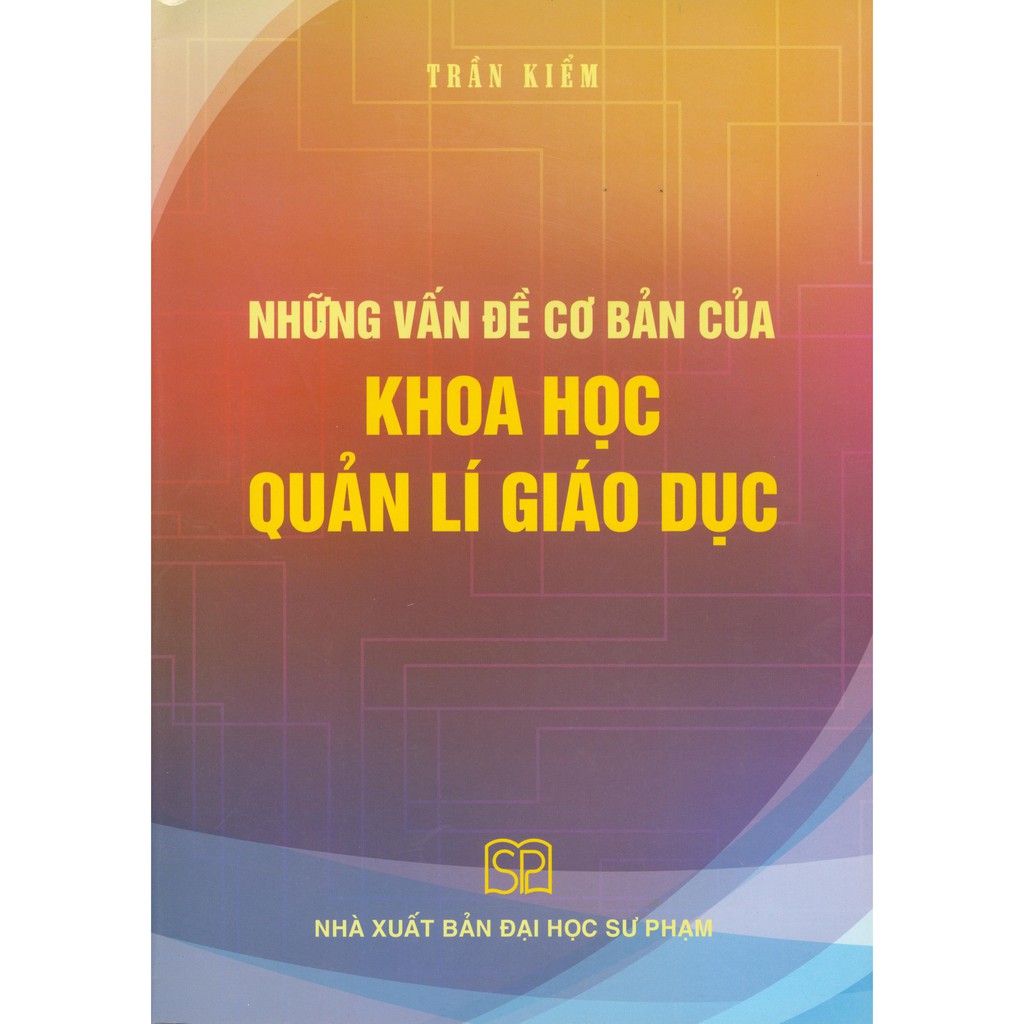 TRẦN KIỂM
NHỮNG VẤN ĐỀ CƠ BẢN CỦA
KHOA HỌC
QUẢN LÍ GIÁO DỤC
SP
NHÀ XUẤT BẢN ĐẠI HỌC SƯ PHẠM